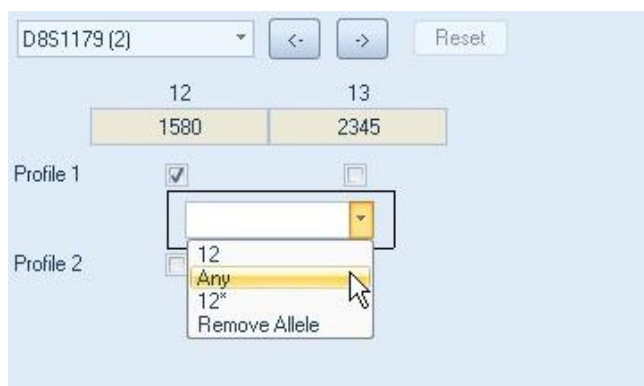 D8S1179 (2) <- -> Reset
12 13
1580 2345
Profile 1
12
Profile 2
Any
12*
Remove Allele